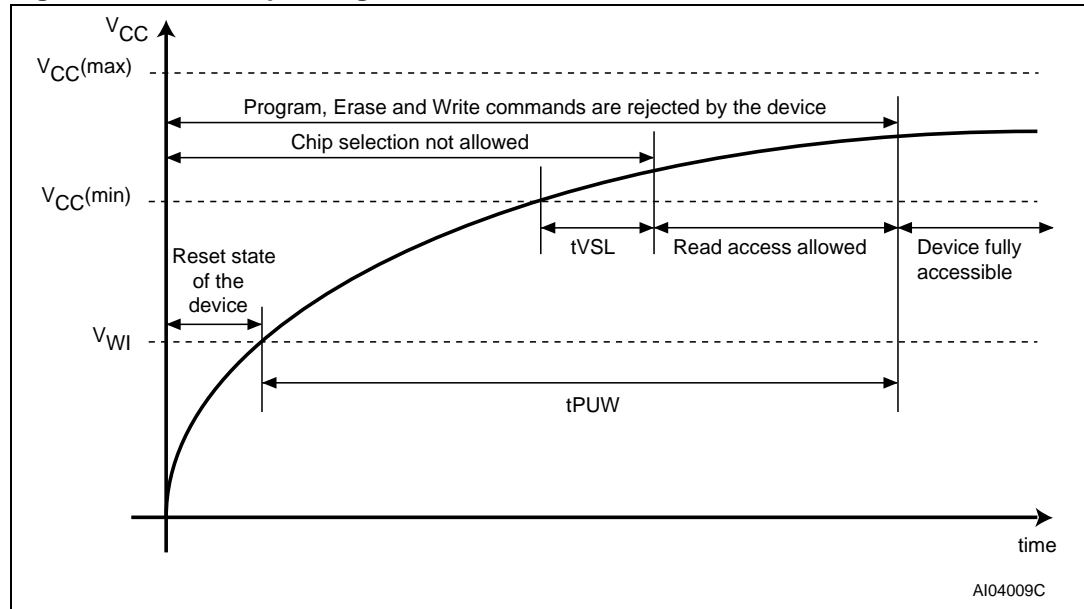 VCC
VCC(max)
Program, Erase and Write commands are rejected by the device
Chip selection not allowed
VCC(min)
tVSL
Read access allowed
Device fully
accessible
Reset state
of the
device
VWI
tPUW
time
AI04009C